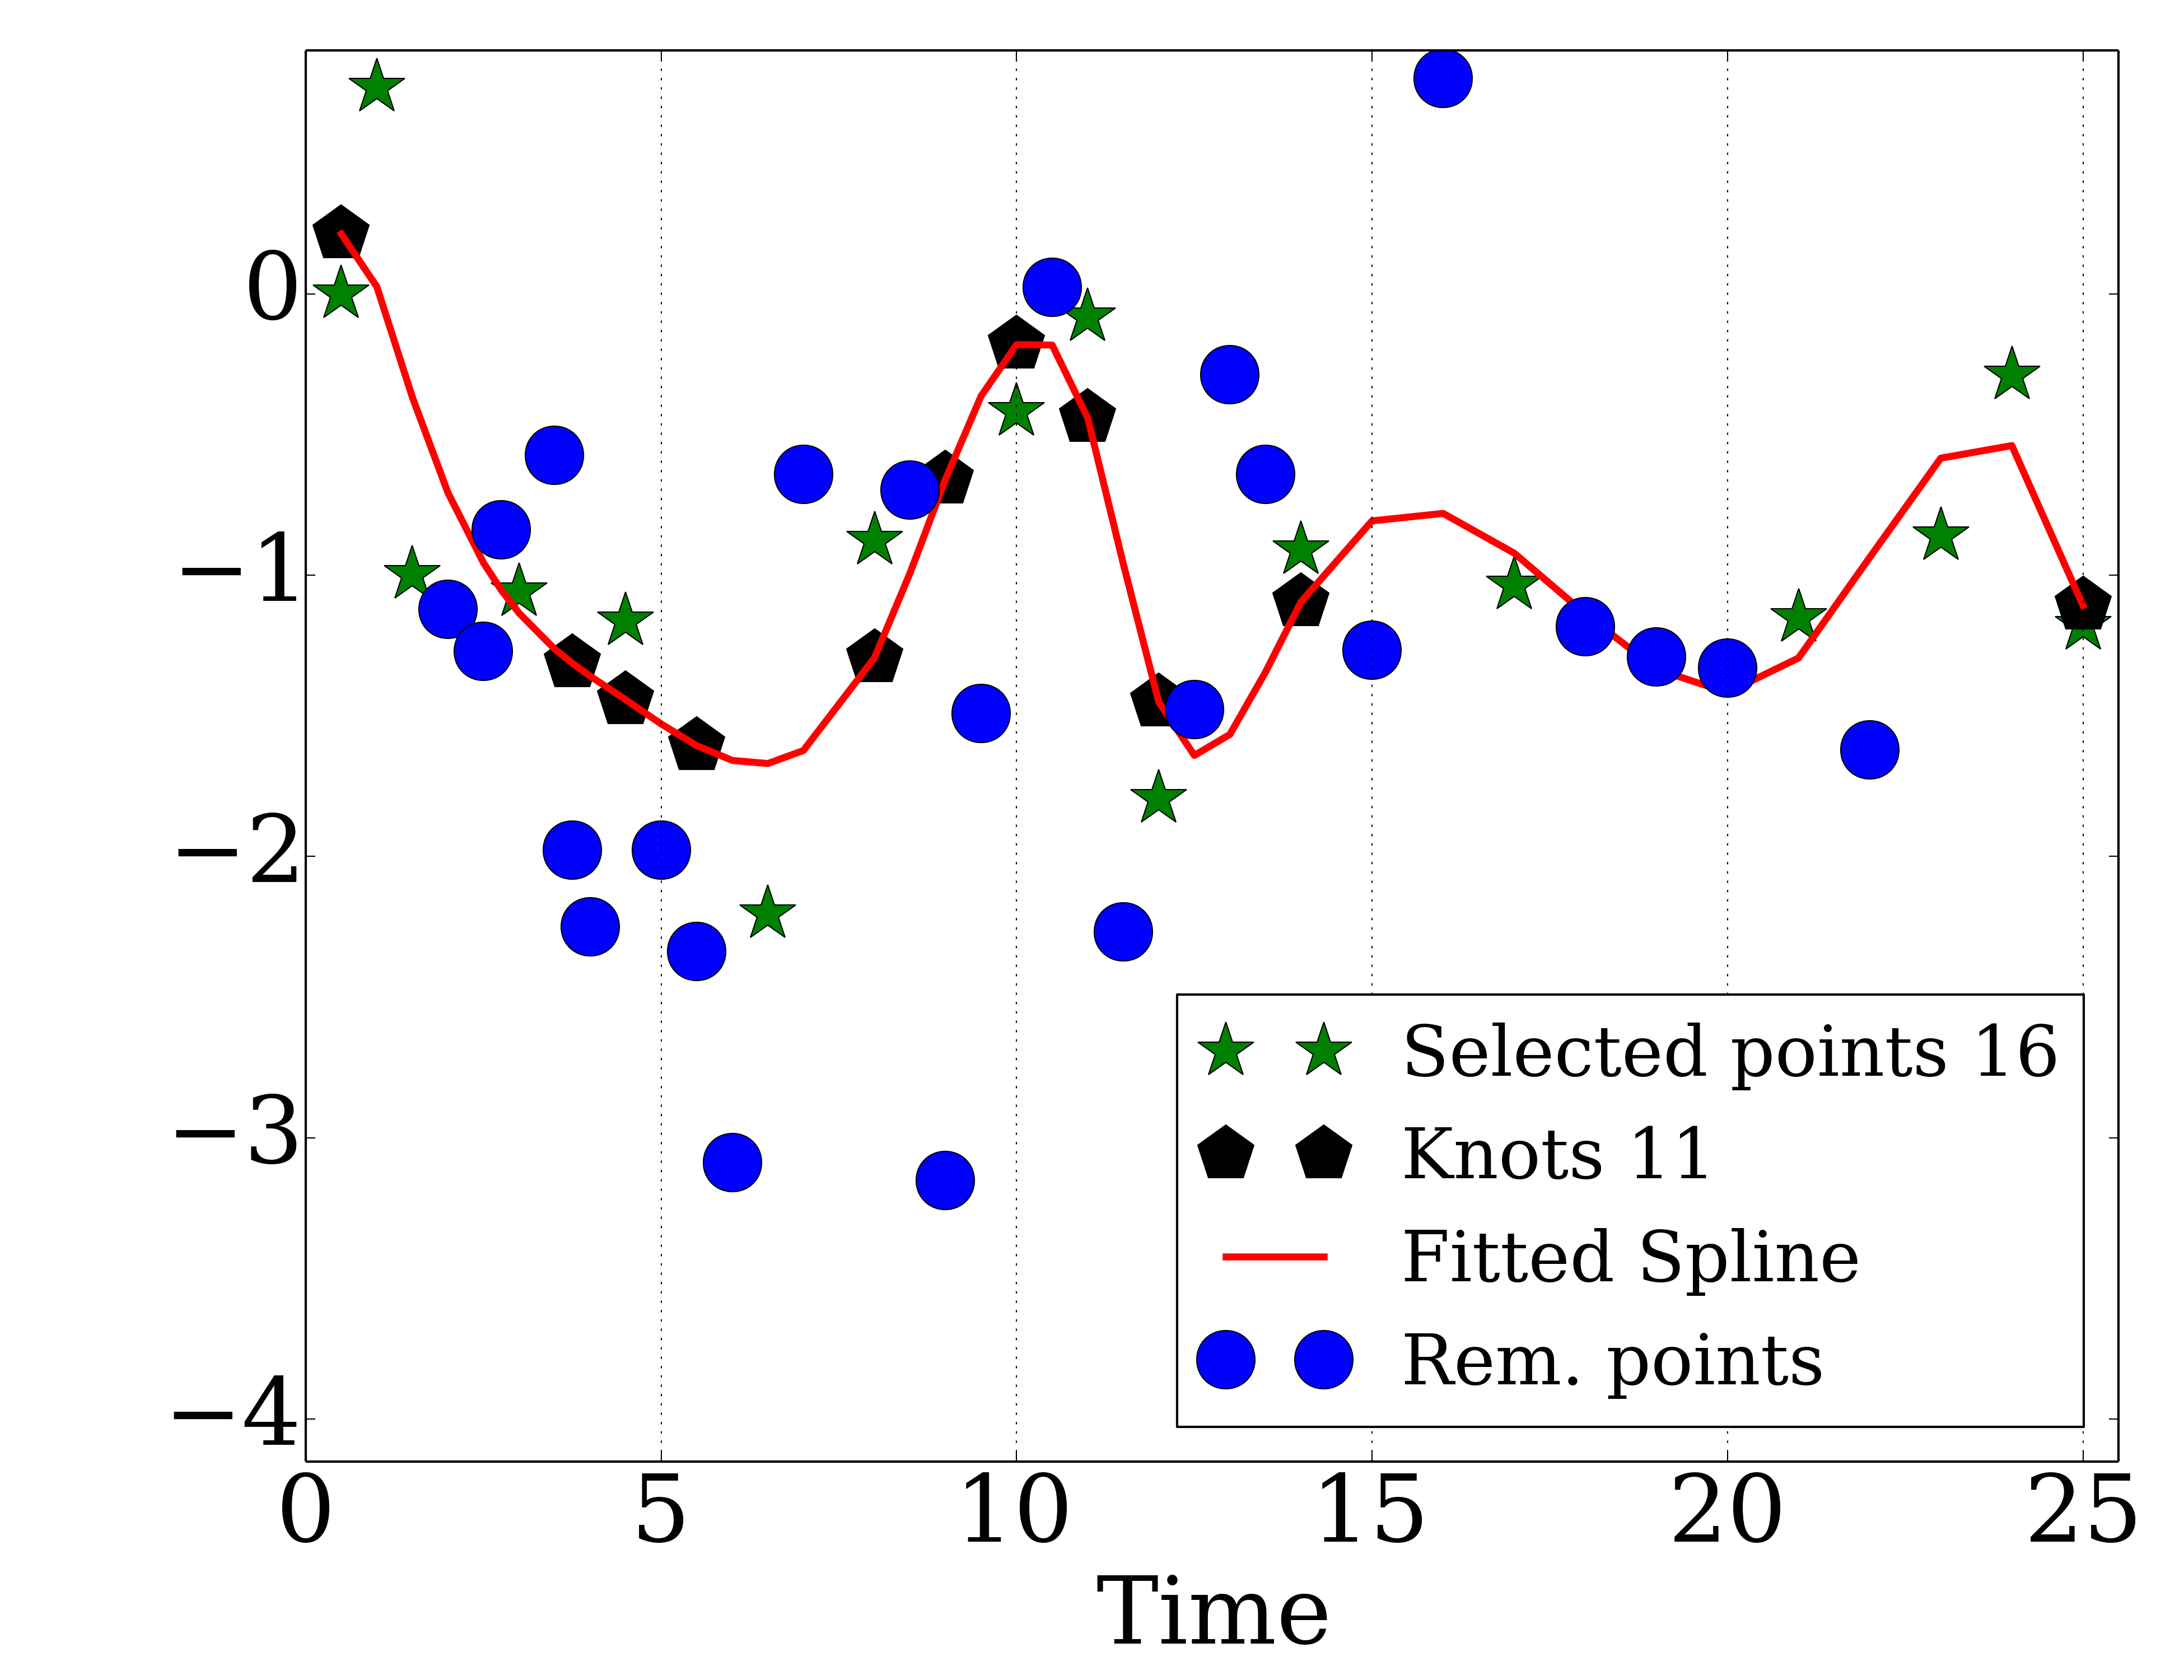 0
−1
−2
−3
−4
Selected points 16
Knots 11
Fitted Spline
Rem. points
0 5 10 15 20 25
Time